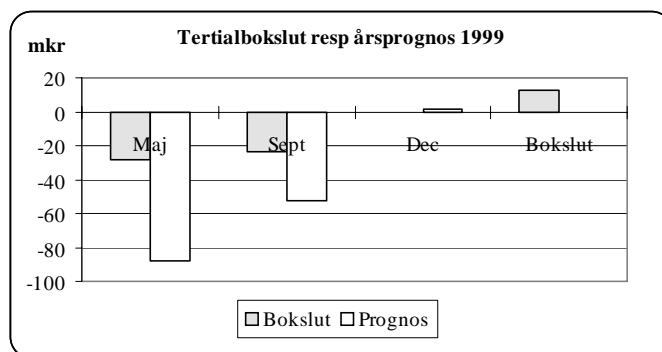 Tertialbokslut resp årsprognos 1999
mkr
20
0
-20
-40
-60
-80
-100
Maj Sept Dec Bokslut
Bokslut Prognos